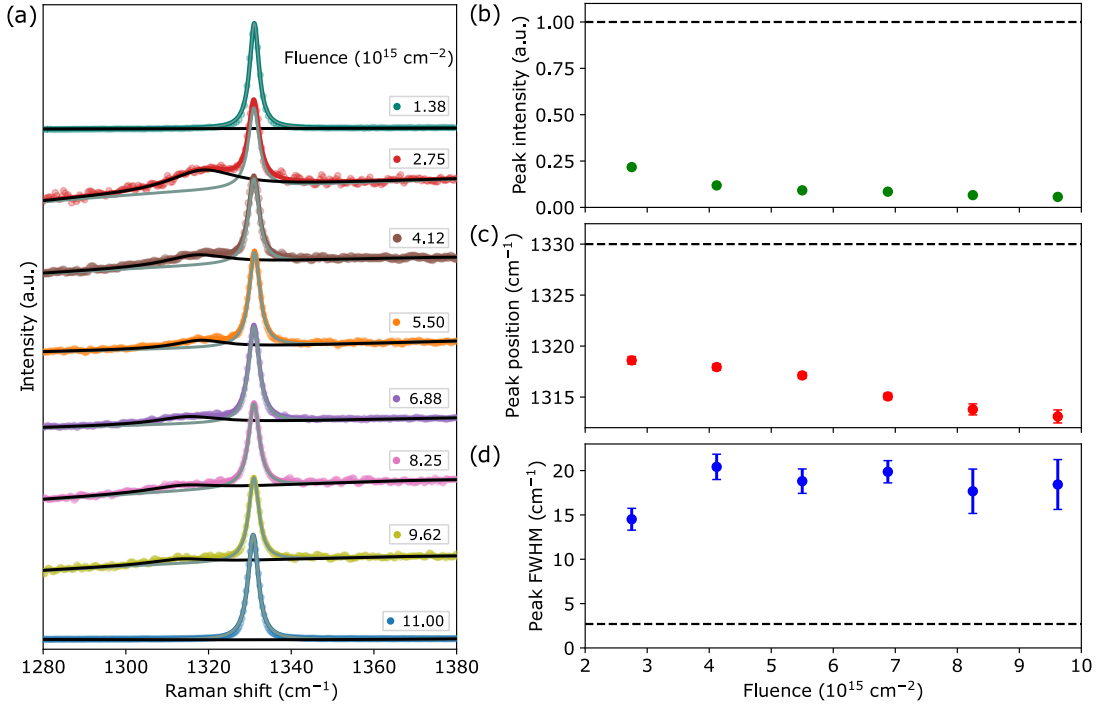 (a)
Fluence (10¹⁵ cm⁻²)
1.38
2.75
4.12
5.50
6.88
8.25
9.62
11.00
Intensity (a.u.)
1280 1300 1320 1340 1360 1380
Raman shift (cm⁻¹)
(b)
Peak intensity (a.u.)
1.00
0.75
0.50
0.25
0.00
(c)
Peak position (cm⁻¹)
1330
1325
1320
1315
(d)
Peak FWHM (cm⁻¹)
20
15
10
5
0
2 3 4 5 6 7 8 9 10
Fluence (10¹⁵ cm⁻²)